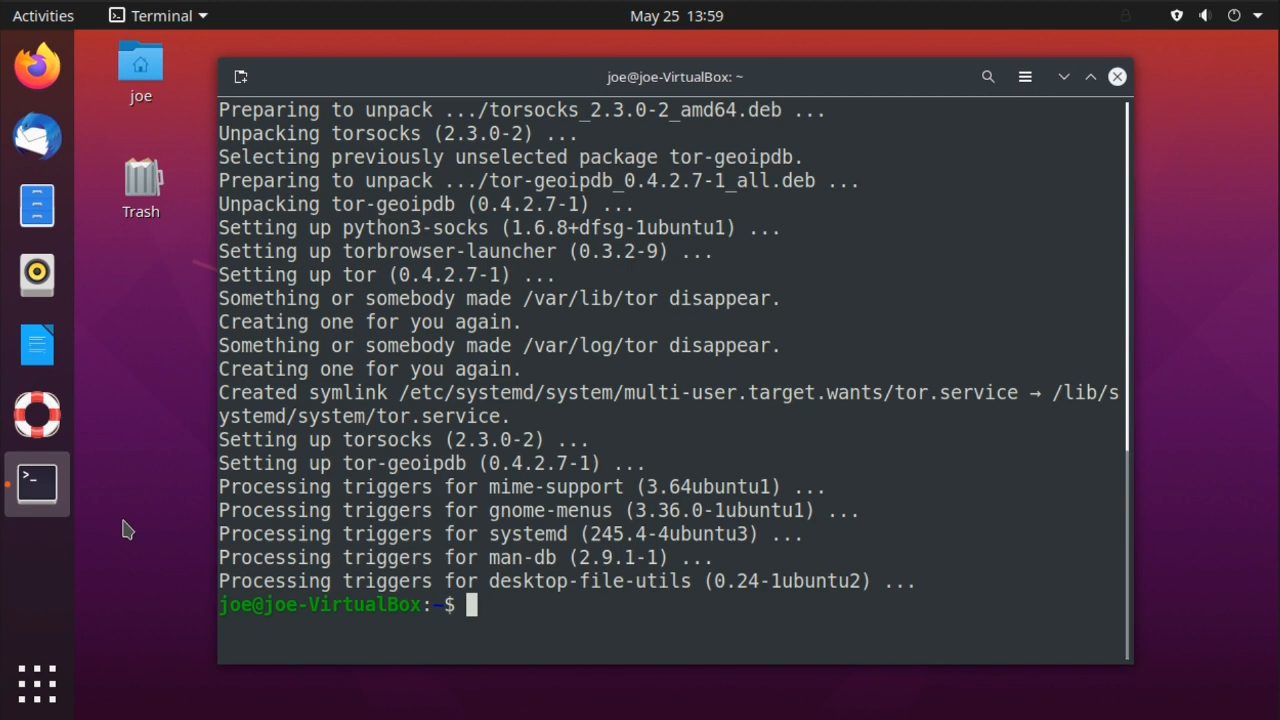 Activities
Terminal
May 25 13:59
joe
Trash
joe@joe-VirtualBox: ~
Preparing to unpack .../torsocks_2.3.0-2_amd64.deb ...
Unpacking torsocks (2.3.0-2) ...
Selecting previously unselected package tor-geoipdb.
Preparing to unpack .../tor-geoipdb_0.4.2.7-1_all.deb ...
Unpacking tor-geoipdb (0.4.2.7-1) ...
Setting up python3-socks (1.6.8+dfsg-1ubuntu1) ...
Setting up torbrowser-launcher (0.3.2-9) ...
Setting up tor (0.4.2.7-1) ...
Something or somebody made /var/lib/tor disappear.
Creating one for you again.
Something or somebody made /var/log/tor disappear.
Creating one for you again.
Created symlink /etc/systemd/system/multi-user.target.wants/tor.service → /lib/s
ystemd/system/tor.service.
Setting up torsocks (2.3.0-2) ...
Setting up tor-geoipdb (0.4.2.7-1) ...
Processing triggers for mime-support (3.64ubuntu1) ...
Processing triggers for gnome-menus (3.36.0-1ubuntu1) ...
Processing triggers for systemd (245.4-4ubuntu3) ...
Processing triggers for man-db (2.9.1-1) ...
Processing triggers for desktop-file-utils (0.24-1ubuntu2) ...
joe@joe-VirtualBox:~$